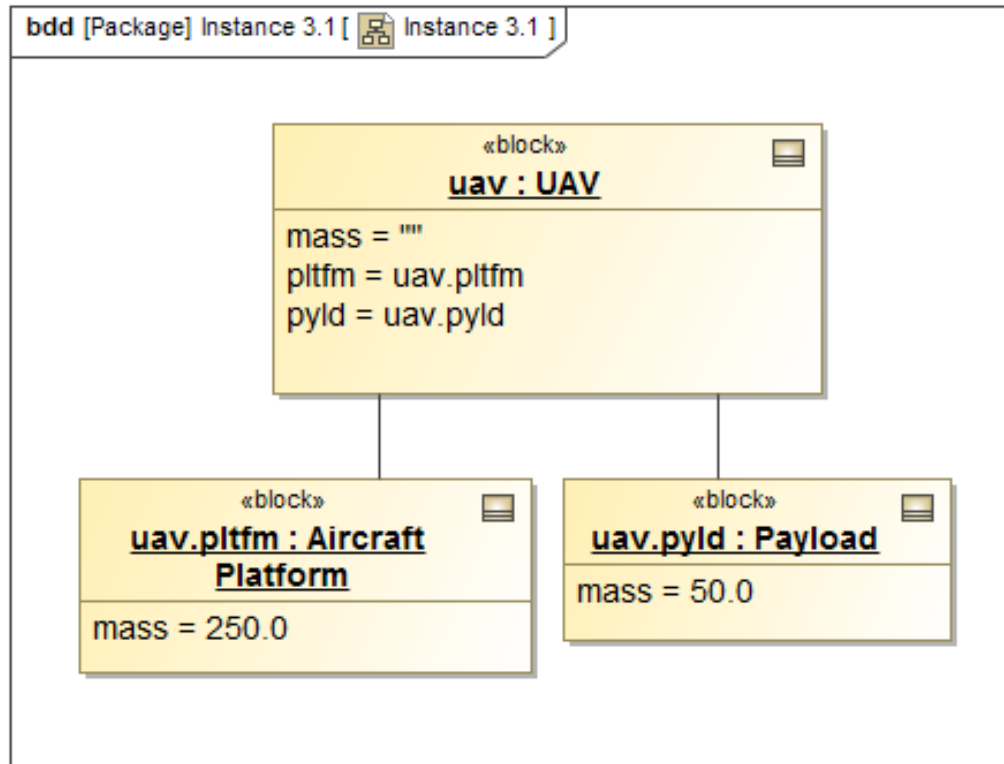 bdd [Package] Instance 3.1 [ Instance 3.1 ]
«block»
uav : UAV
mass = ""
pltfm = uav.pltfm
pyld = uav.pyld
«block»
uav.pltfm : Aircraft
Platform
mass = 250.0
«block»
uav.pyld : Payload
mass = 50.0